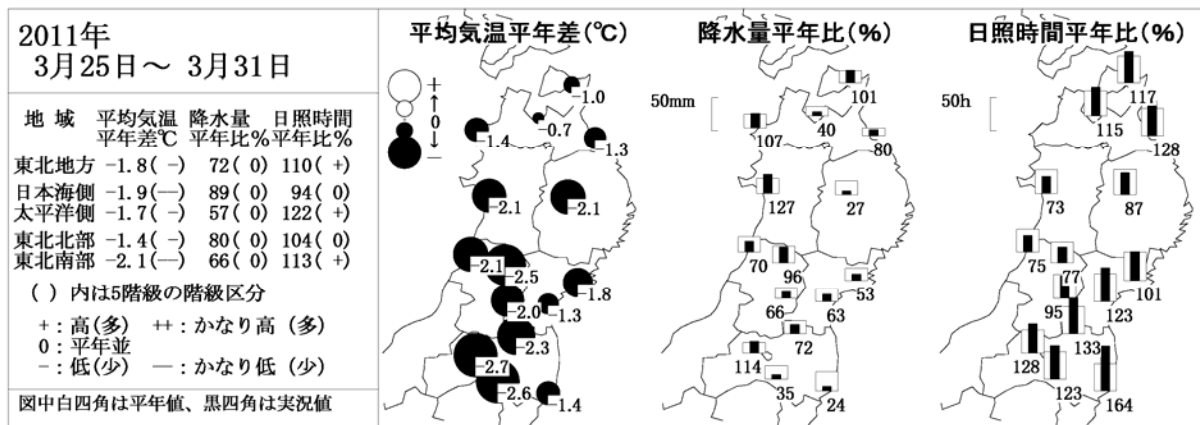 2011年
3月25日～ 3月31日
地 域 平均気温 降水量 日照時間
平年差℃ 平年比% 平年比%
東北地方 −1.8( −) 72( 0) 110( +)
日本海側 −1.9(−−) 89( 0) 94( 0)
太平洋側 −1.7( −) 57( 0) 122( +)
東北北部 −1.4( −) 80( 0) 104( 0)
東北南部 −2.1(−−) 66( 0) 113( +)
( ) 内は5階級の階級区分
+：高(多) ++：かなり高 (多)
0：平年並
−：低(少) −−：かなり低 (少)
図中白四角は平年値、黒四角は実況値
平均気温平年差(℃)
+
↑
0
↓
−
−1.0
−0.7
−1.4
−1.3
−2.1
−2.1
−2.1
−2.5
−1.8
−2.0
−1.3
−2.3
−2.7
−2.6
−1.4
降水量平年比(%)
50mm
101
40
107
80
127
27
70
96
53
66
63
72
114
35
24
日照時間平年比(%)
50h
117
115
128
73
87
75
77
101
95
123
133
128
123
164